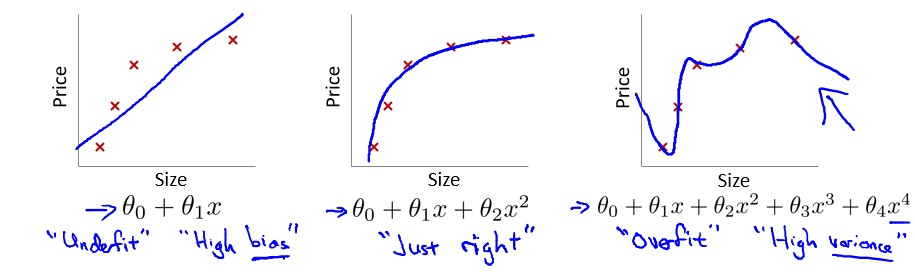 Price
Size
→ θ₀ + θ₁x
"Underfit" "High bias"
Price
Size
→ θ₀ + θ₁x + θ₂x²
"Just right"
Price
Size
→ θ₀ + θ₁x + θ₂x² + θ₃x³ + θ₄x⁴
"Overfit" "High variance"